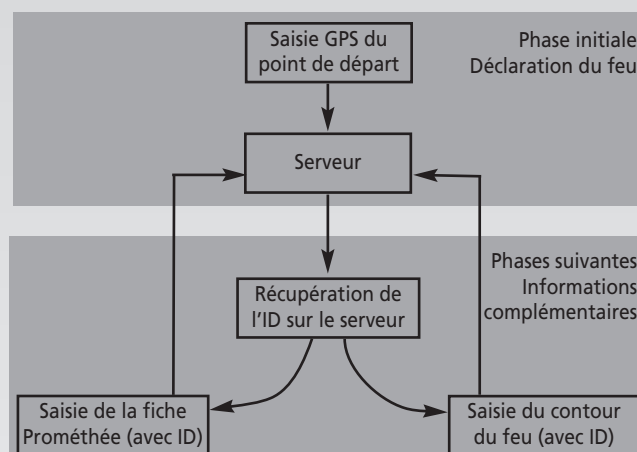 Saisie GPS du
point de départ
Phase initiale
Déclaration du feu
Serveur
Phases suivantes
Informations
complémentaires
Récupération de
l'ID sur le serveur
Saisie de la fiche
Prométhée (avec ID)
Saisie du contour
du feu (avec ID)